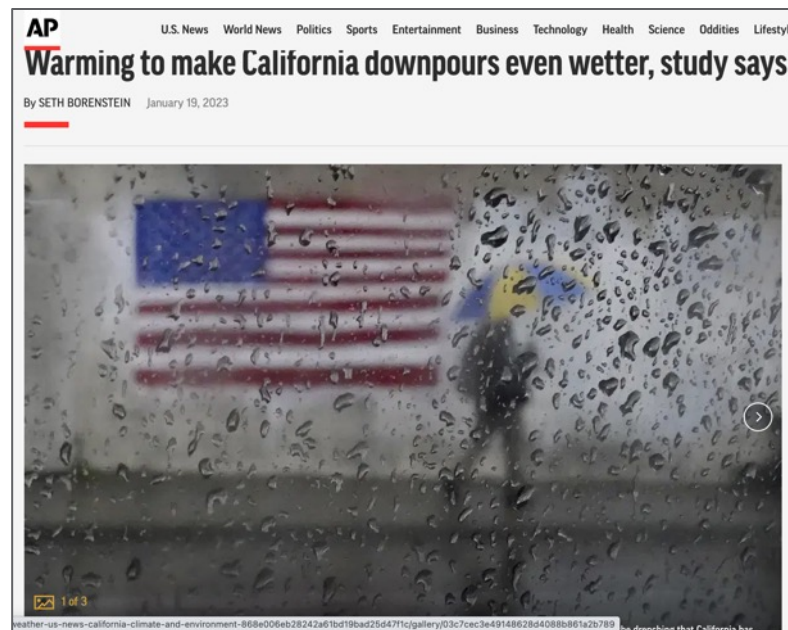 AP
U.S. News World News Politics Sports Entertainment Business Technology Health Science Oddities
Warming to make California downpours even wetter, study says
By SETH BORENSTEIN January 19, 2023
1 of 3
weather-us-news-california-climate-and-environment-868e006eb28242a61bd19bad25d47f1c/gallery/03c7cec3e49148628d4088b861a2b789
drenching that California has